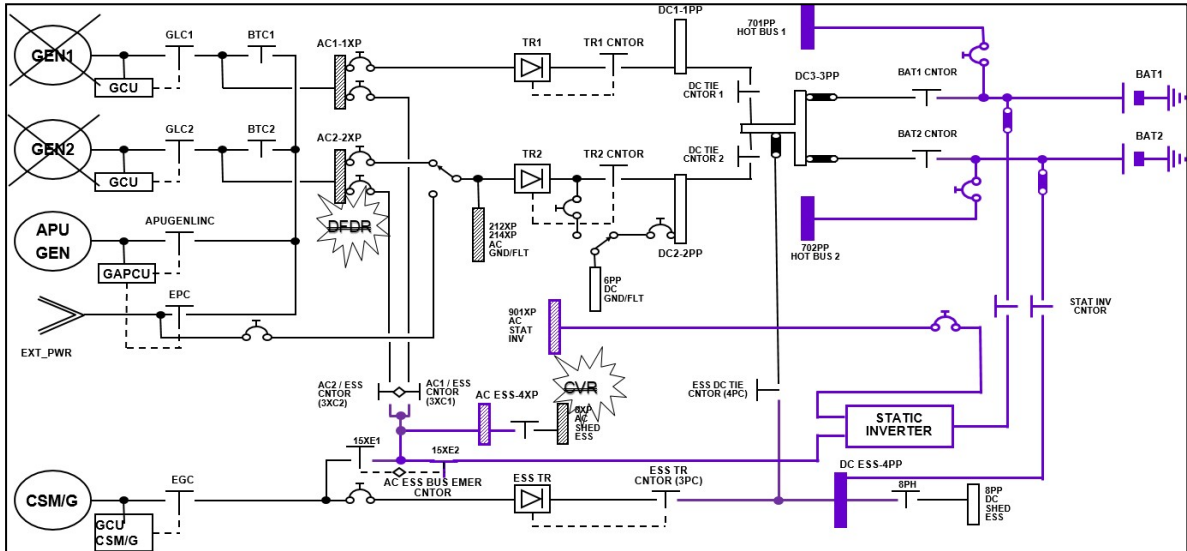 GEN1
GCU
GLC1
BTC1
AC1-1XP
TR1
TR1 CNTOR
DC1-1PP
701PP
HOT BUS 1
DC TIE
CNTOR 1
DC3-3PP
BAT1 CNTOR
BAT1
GEN2
GCU
GLC2
BTC2
AC2-2XP
TR2
TR2 CNTOR
DC TIE
CNTOR 2
BAT2 CNTOR
BAT2
DFDR
APU
GEN
APUGENLINC
GAPCU
212XP
214XP
AC
GND/FLT
6PP
DC
GND/FLT
DC2-2PP
702PP
HOT BUS 2
EPC
EXT_PWR
901XP
AC
STAT
INV
STAT INV
CNTOR
AC2 / ESS
CNTOR
(3XC2)
AC1 / ESS
CNTOR
(3XC1)
AC ESS-4XP
CVR
8XP
AC
SHED
ESS
ESS DC TIE
CNTOR (4PC)
STATIC
INVERTER
15XE1
15XE2
AC ESS BUS EMER
CNTOR
CSM/G
EGC
GCU
CSM/G
ESS TR
ESS TR
CNTOR (3PC)
DC ESS-4PP
8PH
8PP
DC
SHED
ESS